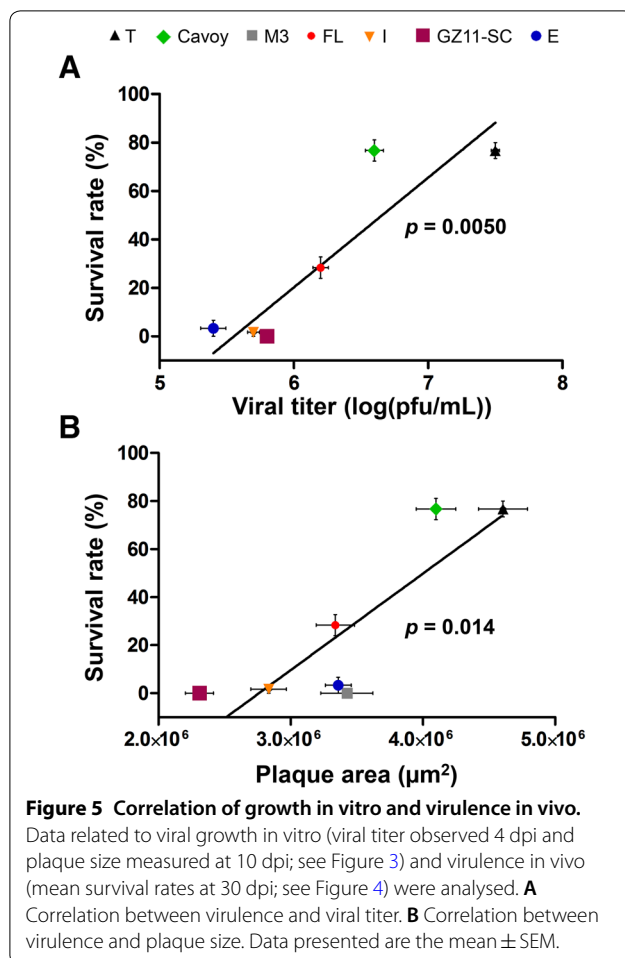 T Cavoy M3 FL I GZ11-SC E
A
100
80
60
40
20
0
Survival rate (%)
p = 0.0050
5 6 7 8
Viral titer (log(pfu/mL))
B
100
80
60
40
20
0
Survival rate (%)
p = 0.014
2.0×10⁶ 3.0×10⁶ 4.0×10⁶ 5.0×10⁶
Plaque area (µm²)
Figure 5 Correlation of growth in vitro and virulence in vivo.
Data related to viral growth in vitro (viral titer observed 4 dpi and
plaque size measured at 10 dpi; see Figure 3) and virulence in vivo
(mean survival rates at 30 dpi; see Figure 4) were analysed. A
Correlation between virulence and viral titer. B Correlation between
virulence and plaque size. Data presented are the mean ± SEM.